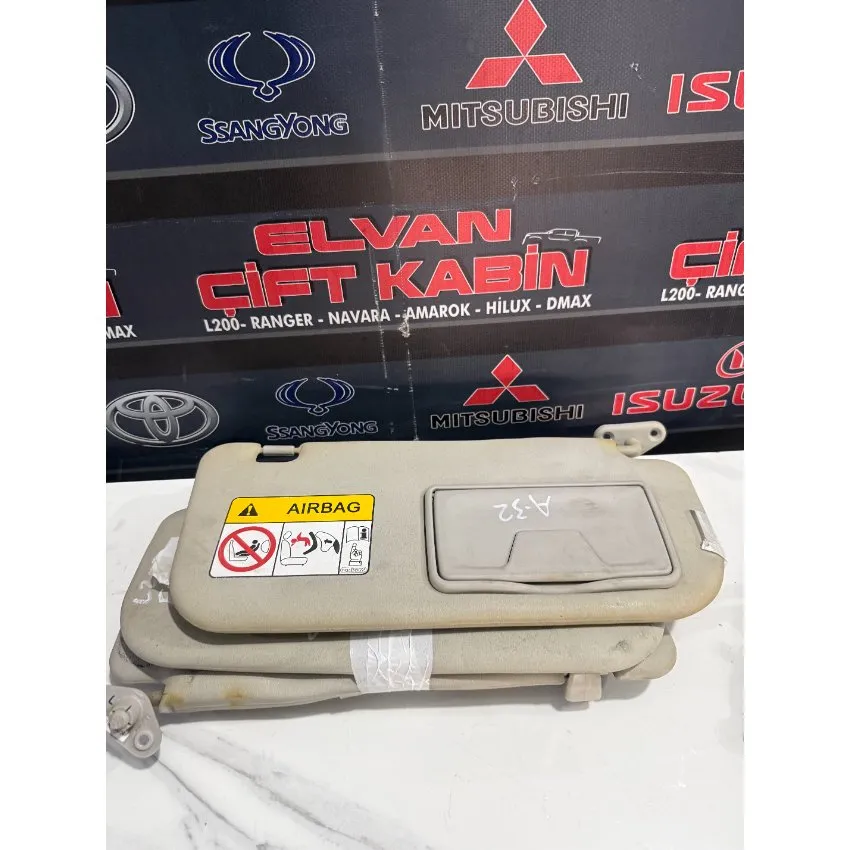 SSANGYONG
MITSUBISHI
ISUZ
ELVAN
ÇİFT KABİN
L200- RANGER - NAVARA - AMAROK - HİLUX - DMAX
MAX
Çİ
L200- RANG
SSANGYONG
MITSUBISHI
ISUZU
AIRBAG
A-32